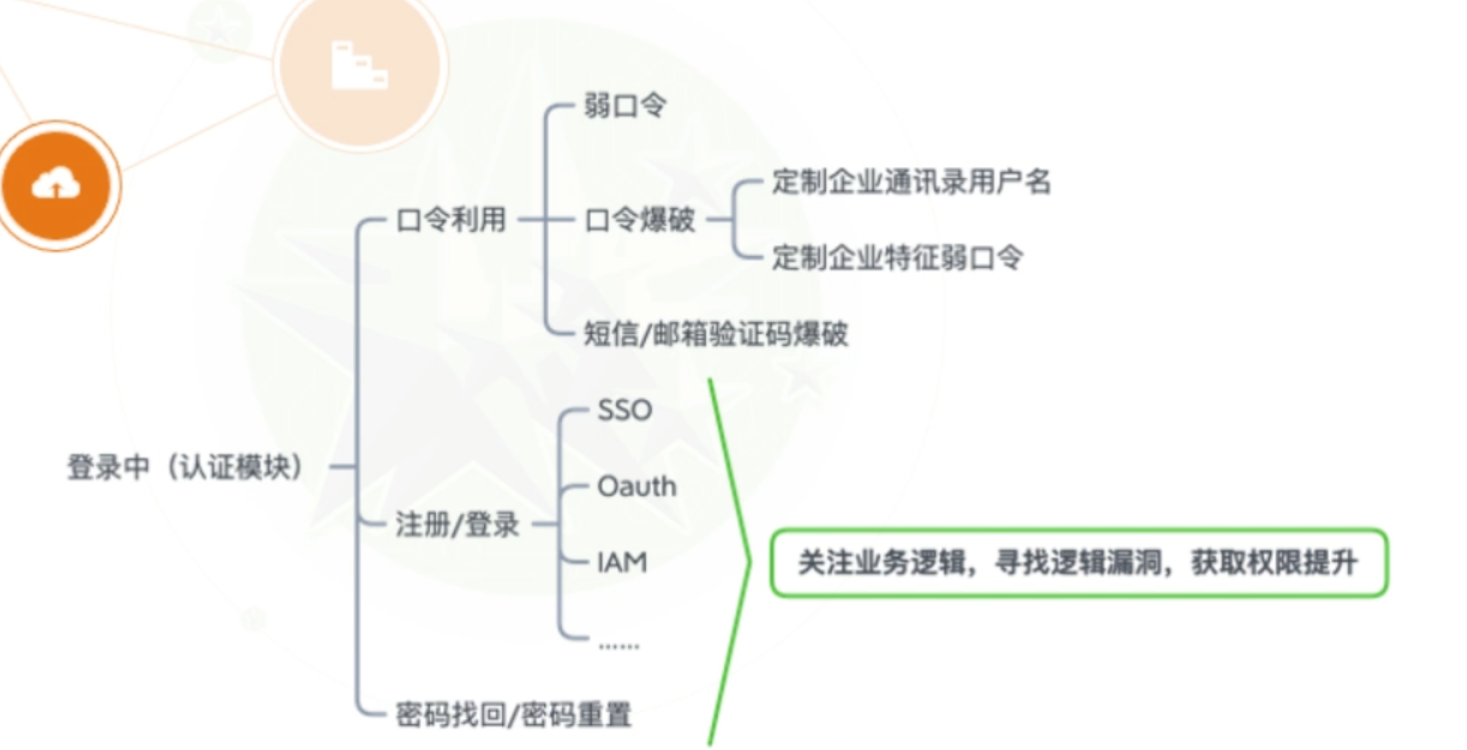 弱口令
定制企业通讯录用户名
口令利用
口令爆破
定制企业特征弱口令
短信/邮箱验证码爆破
SSO
登录中（认证模块）
Oauth
注册/登录
IAM
关注业务逻辑，寻找逻辑漏洞，获取权限提升
......
密码找回/密码重置